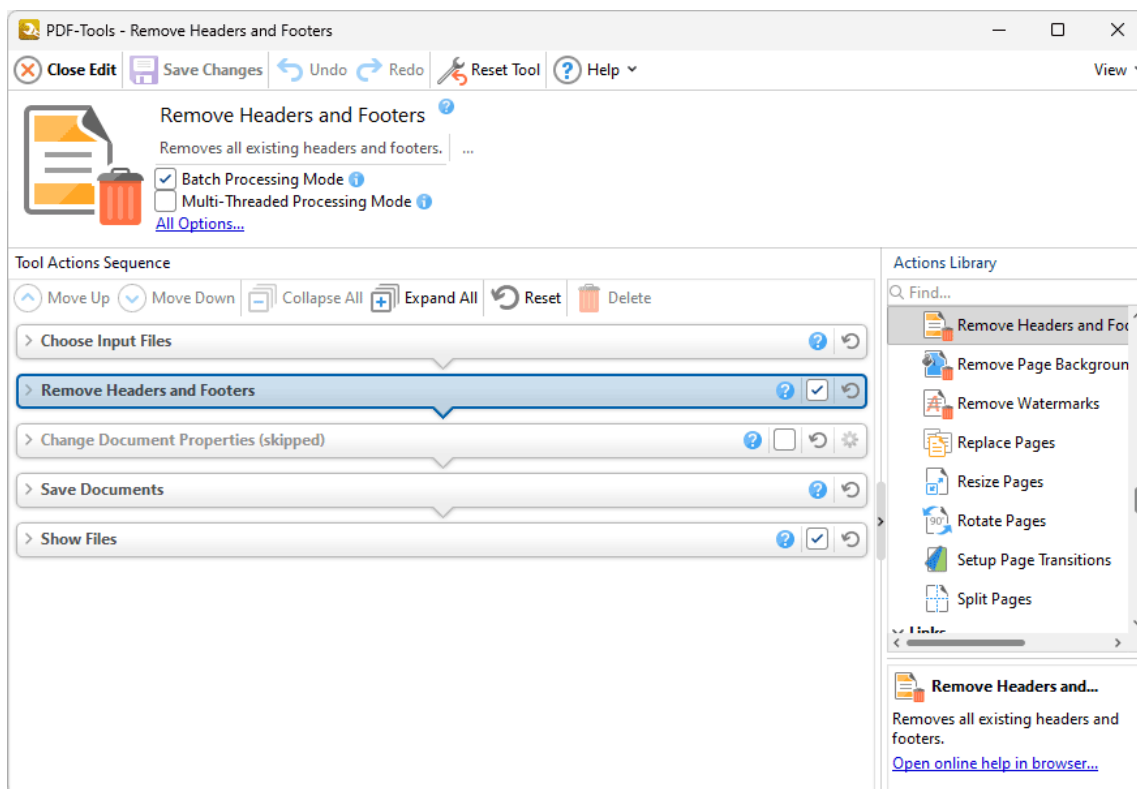 PDF-Tools - Remove Headers and Footers
Close Edit Save Changes Undo Redo Reset Tool ? Help View
Remove Headers and Footers ?
Removes all existing headers and footers. ...
Batch Processing Mode i
Multi-Threaded Processing Mode i
All Options...
Tool Actions Sequence
Move Up Move Down Collapse All Expand All Reset Delete
Choose Input Files ?
Remove Headers and Footers ?
Change Document Properties (skipped) ?
Save Documents ?
Show Files ?
Actions Library
Find...
Remove Headers and Foo
Remove Page Backgroun
Remove Watermarks
Replace Pages
Resize Pages
90° Rotate Pages
Setup Page Transitions
Split Pages
Links
Remove Headers and...
Removes all existing headers and
footers.
Open online help in browser...